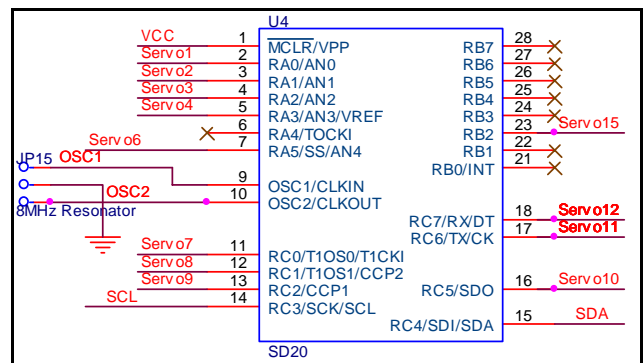 U4
VCC 1 MCLR/VPP RB7 28
Servo1 2 RA0/AN0 RB6 27
Servo2 3 RA1/AN1 RB5 26
Servo3 4 RA2/AN2 RB4 25
Servo4 5 RA3/AN3/VREF RB3 24
6 RA4/TOCKI RB2 23 Servo15
Servo6 7 RA5/SS/AN4 RB1 22
RB0/INT 21
JP15 OSC1 9 OSC1/CLKIN
OSC2 10 OSC2/CLKOUT
8MHz Resonator
RC7/RX/DT 18 Servo12
RC6/TX/CK 17 Servo11
Servo7 11 RC0/T1OS0/T1CKI
Servo8 12 RC1/T1OS1/CCP2
Servo9 13 RC2/CCP1 RC5/SDO 16 Servo10
SCL 14 RC3/SCK/SCL
RC4/SDI/SDA 15 SDA
SD20